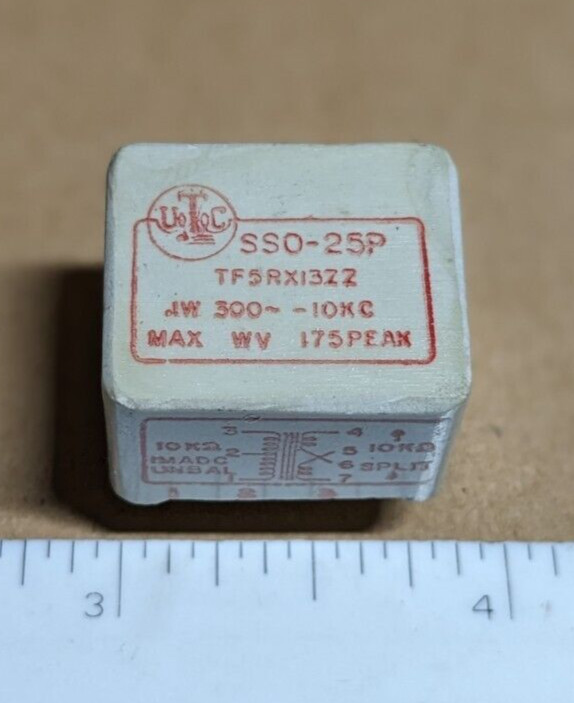 UTC
SSO-25P
TF5RX13ZZ
.1W 300~ -10KC
MAX WV 175PEAK
3 4
10KΩ 2 5 10KΩ
1MADC 6 SPLIT
UNBAL 1 7
3 4